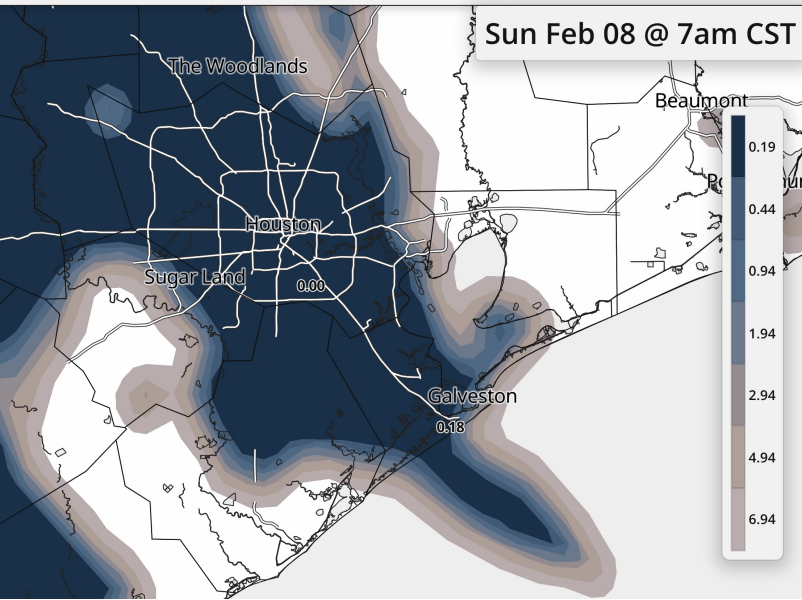 Sun Feb 08 @ 7am CST
The Woodlands
Beaumont
0.19
0.44
Houston
0.94
Sugar Land
0.00
1.94
2.94
Galveston
0.18
4.94
6.94